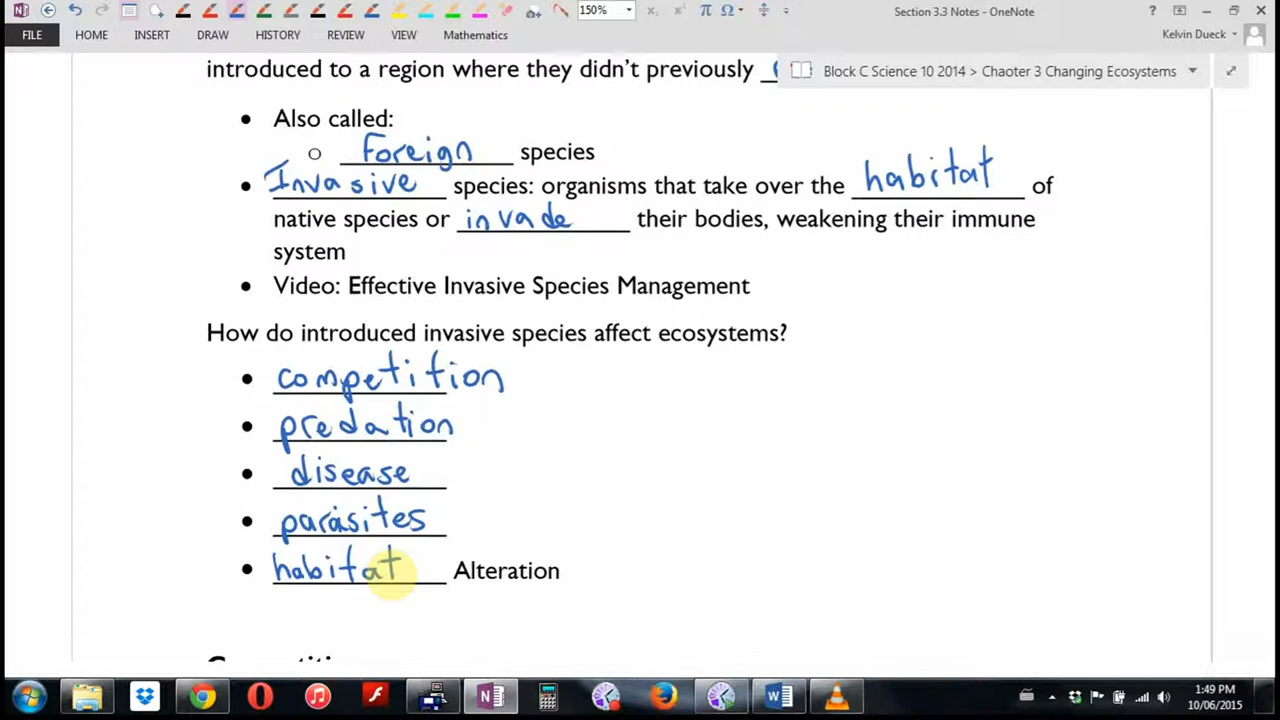 150%
Section 3.3 Notes - OneNote
FILE HOME INSERT DRAW HISTORY REVIEW VIEW Mathematics
Kelvin Dueck
introduced to a region where they didn't previously
Block C Science 10 2014 > Chaoter 3 Changing Ecosystems
• Also called:
o Foreign species
• Invasive species: organisms that take over the habitat of
native species or invade their bodies, weakening their immune
system
• Video: Effective Invasive Species Management
How do introduced invasive species affect ecosystems?
• competition
• predation
• disease
• parasites
• habitat Alteration
1:49 PM
10/06/2015